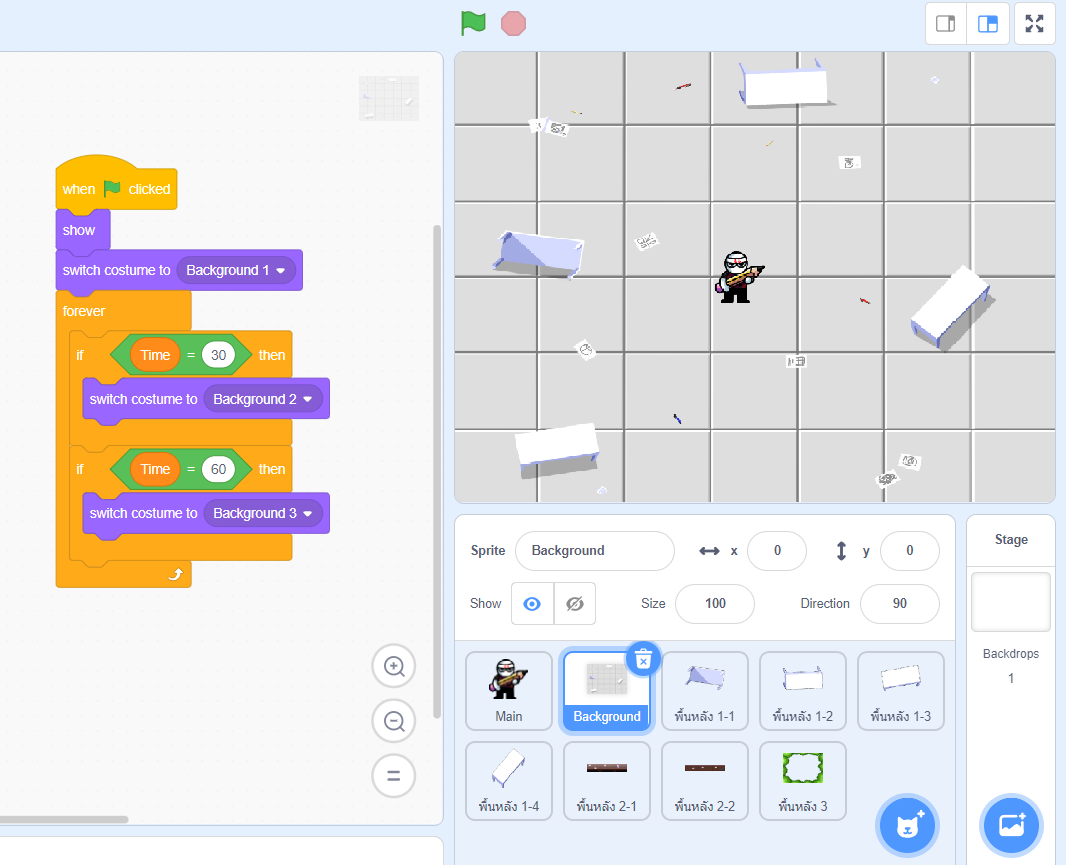 when clicked
show
switch costume to Background 1
forever
if Time = 30 then
switch costume to Background 2
if Time = 60 then
switch costume to Background 3
Sprite Background x 0 y 0
Show Size 100 Direction 90
Main
Background
พื้นหลัง 1-1
พื้นหลัง 1-2
พื้นหลัง 1-3
พื้นหลัง 1-4
พื้นหลัง 2-1
พื้นหลัง 2-2
พื้นหลัง 3
Stage
Backdrops
1